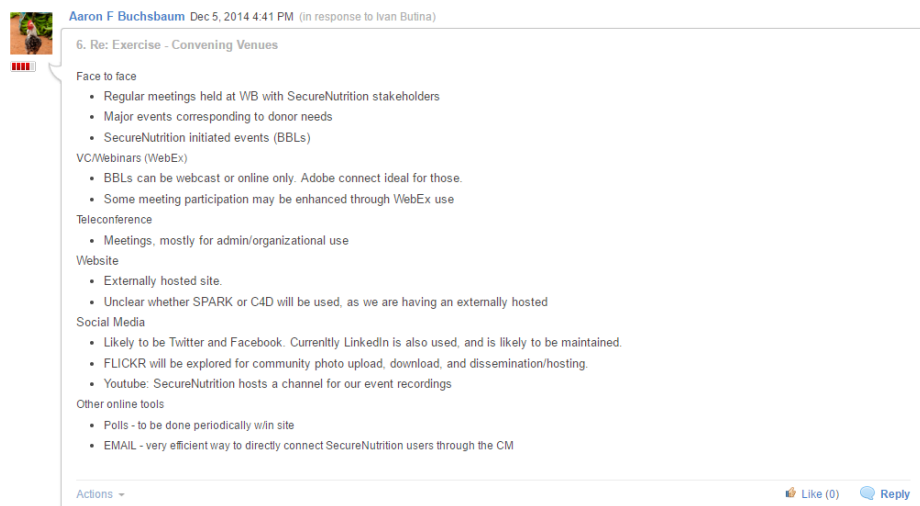 Aaron F Buchsbaum Dec 5, 2014 4:41 PM (in response to Ivan Butina)
6. Re: Exercise - Convening Venues
Face to face
• Regular meetings held at WB with SecureNutrition stakeholders
• Major events corresponding to donor needs
• SecureNutrition initiated events (BBLs)
VC/Webinars (WebEx)
• BBLs can be webcast or online only. Adobe connect ideal for those.
• Some meeting participation may be enhanced through WebEx use
Teleconference
• Meetings, mostly for admin/organizational use
Website
• Externally hosted site.
• Unclear whether SPARK or C4D will be used, as we are having an externally hosted
Social Media
• Likely to be Twitter and Facebook. Currenltly LinkedIn is also used, and is likely to be maintained.
• FLICKR will be explored for community photo upload, download, and dissemination/hosting.
• Youtube: SecureNutrition hosts a channel for our event recordings
Other online tools
• Polls - to be done periodically w/in site
• EMAIL - very efficient way to directly connect SecureNutrition users through the CM
Actions Like (0) Reply